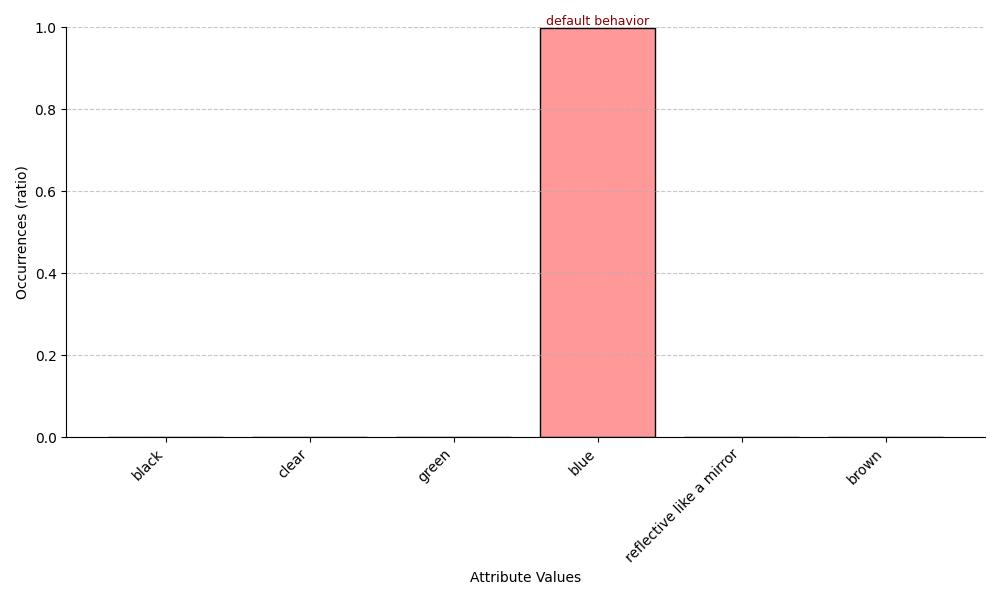 default behavior
1.0
0.8
0.6
0.4
0.2
0.0
Occurrences (ratio)
black
clear
green
blue
reflective like a mirror
brown
Attribute Values